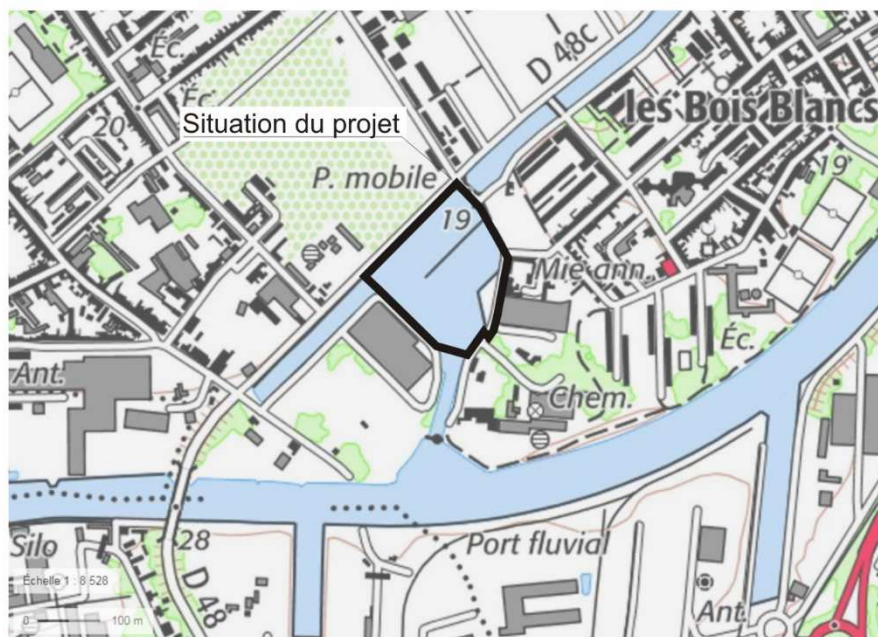 Éc.
D 48c
les Bois Blancs
Éc.
20
Situation du projet
P. mobile
19
19
Mie ann.
Éc.
Ant.
Chem.
28
Silo
Port fluvial
Échelle 1 : 8 528
D 48
0 100 m
Ant.